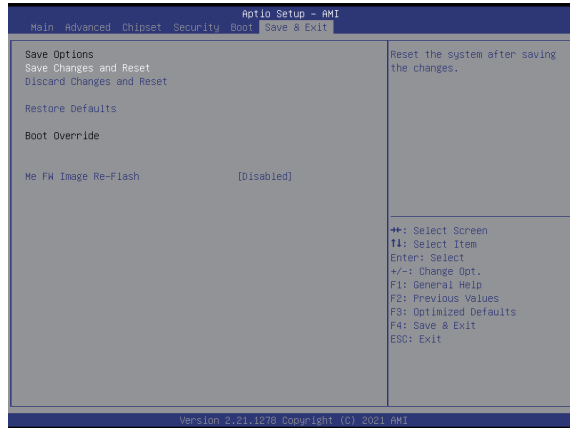 Aptio Setup – AMI
Main Advanced Chipset Security Boot Save & Exit
Save Options
Save Changes and Reset
Discard Changes and Reset
Restore Defaults
Boot Override
Me FW Image Re-Flash [Disabled]
Reset the system after saving
the changes.
→←: Select Screen
↑↓: Select Item
Enter: Select
+/-: Change Opt.
F1: General Help
F2: Previous Values
F3: Optimized Defaults
F4: Save & Exit
ESC: Exit
Version 2.21.1278 Copyright (C) 2021 AMI